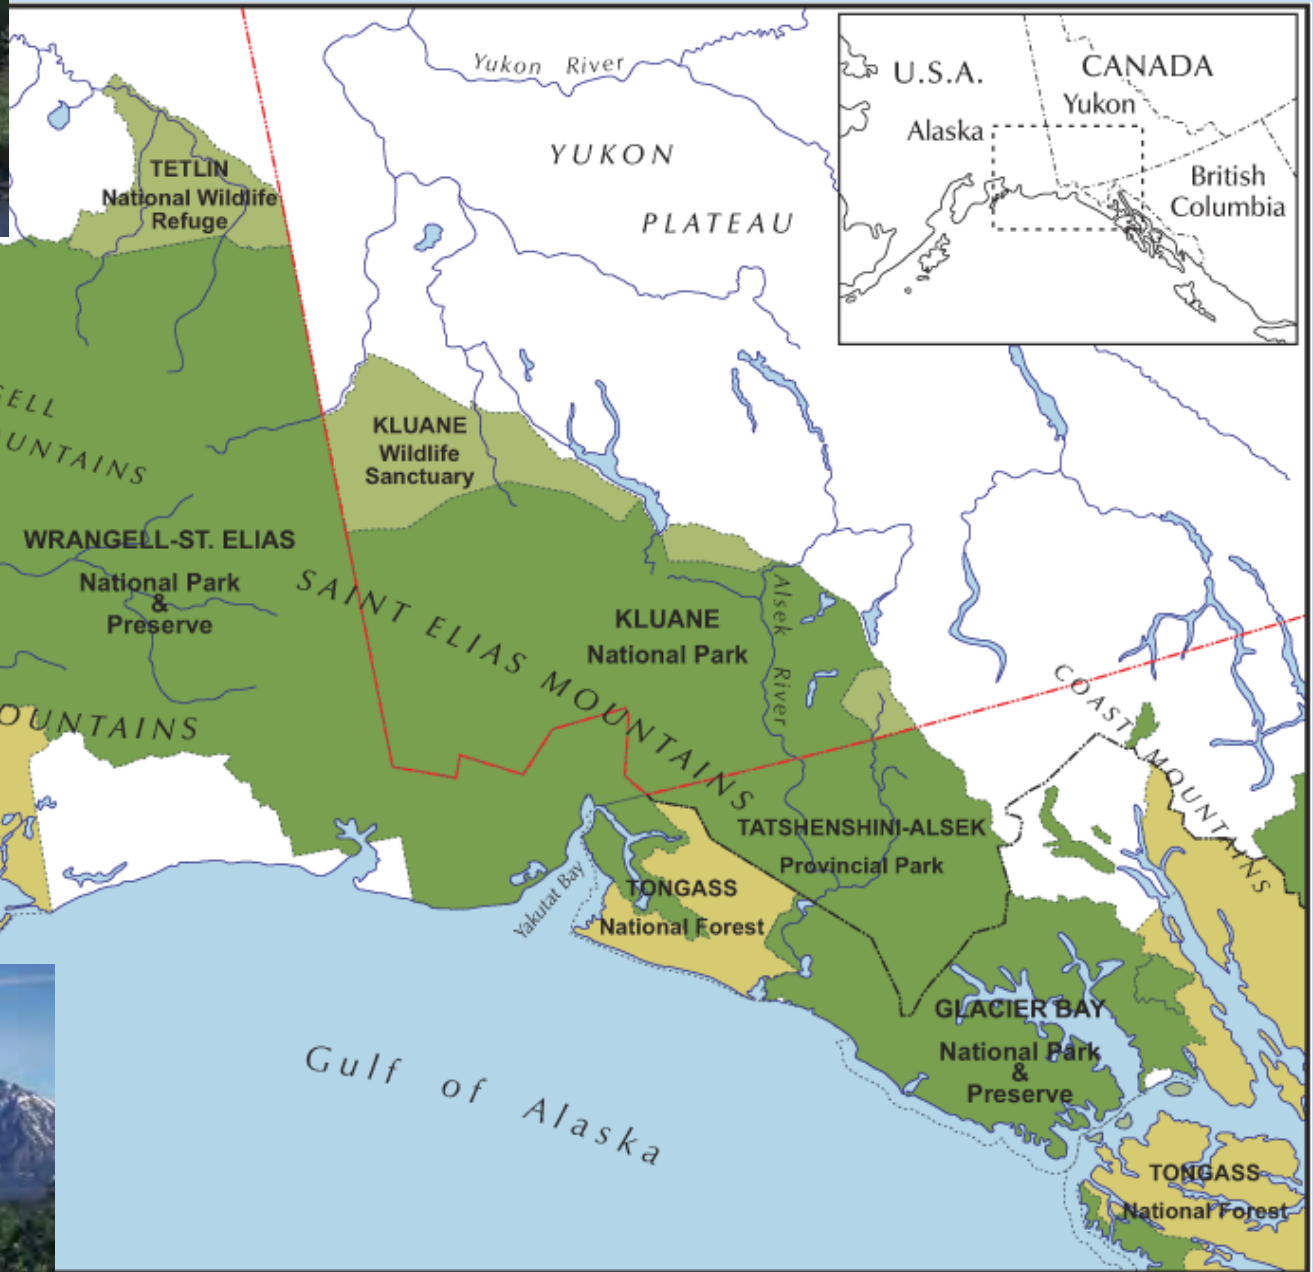 Yukon River
YUKON
PLATEAU
U.S.A.
CANADA
Yukon
Alaska
British
Columbia
TETLIN
National Wildlife
Refuge
MOUNTAINS
KLUANE
Wildlife
Sanctuary
WRANGELL-ST. ELIAS
National Park
&
Preserve
SAINT ELIAS MOUNTAINS
KLUANE
National Park
Alsek River
OUNTAINS
COAST MOUNTAINS
TATSHENSHINI-ALSEK
Provincial Park
Yakutat Bay
TONGASS
National Forest
GLACIER BAY
National Park
&
Preserve
Gulf of Alaska
TONGASS
National Forest